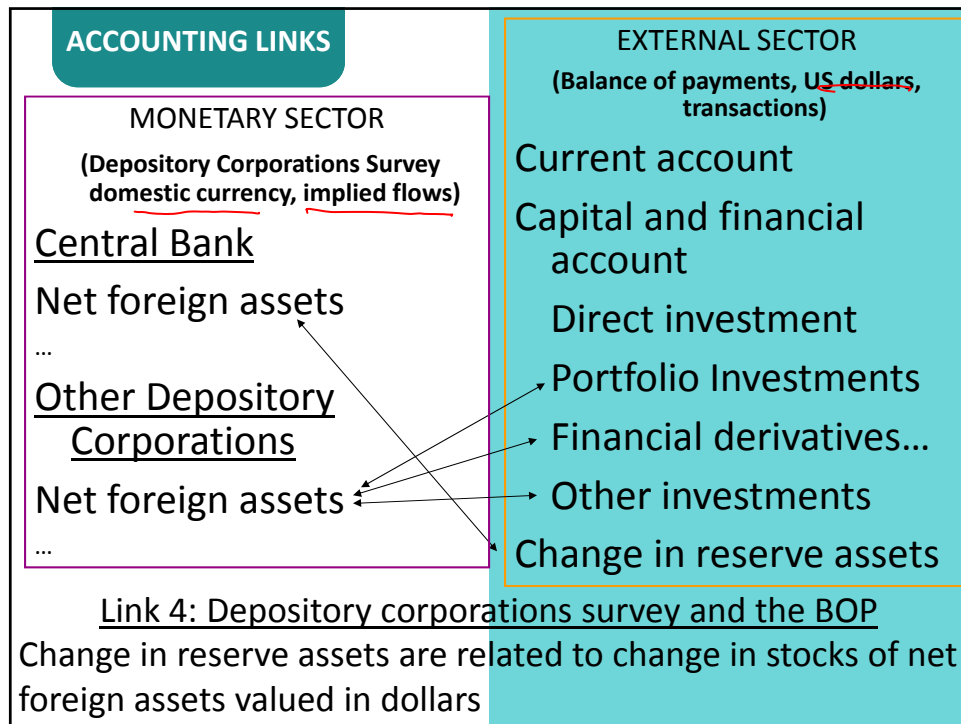 ACCOUNTING LINKS
MONETARY SECTOR
(Depository Corporations Survey
domestic currency, implied flows)
Central Bank
Net foreign assets
...
Other Depository
Corporations
Net foreign assets
...
EXTERNAL SECTOR
(Balance of payments, US dollars,
transactions)
Current account
Capital and financial
account
Direct investment
Portfolio Investments
Financial derivatives...
Other investments
Change in reserve assets
Link 4: Depository corporations survey and the BOP
Change in reserve assets are related to change in stocks of net
foreign assets valued in dollars